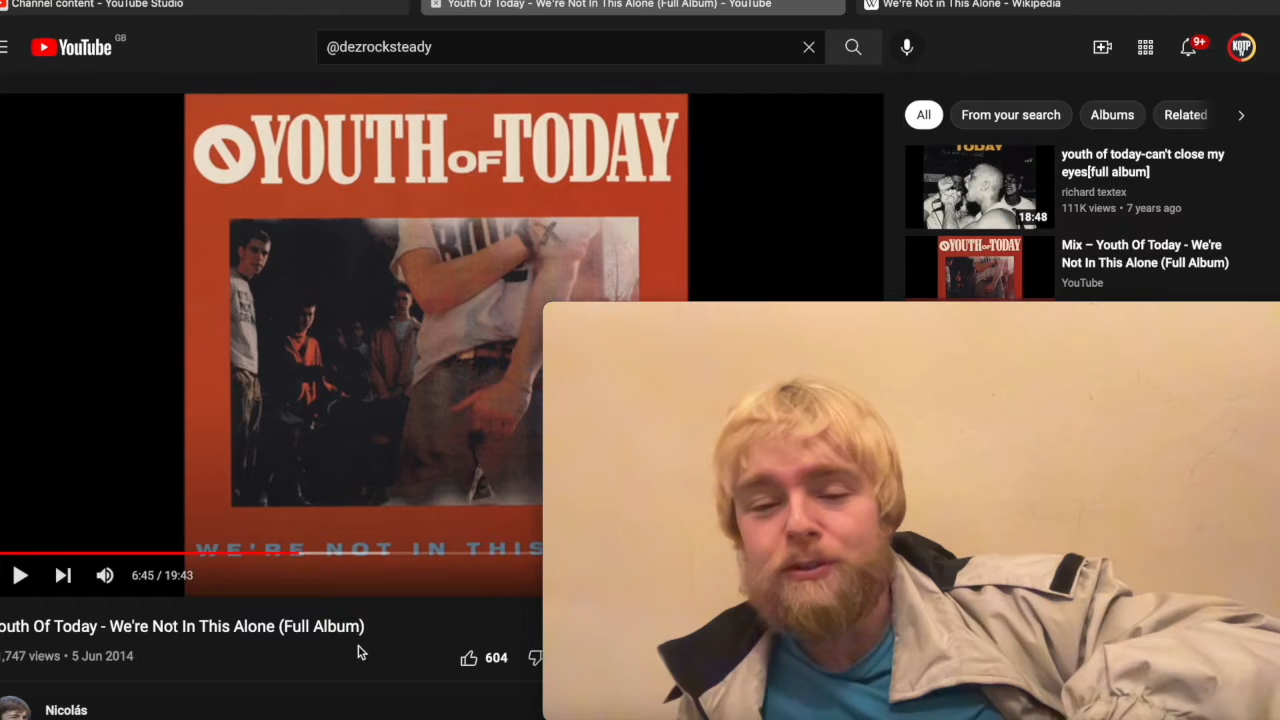 Channel content - YouTube Studio
Youth Of Today - We're Not In This Alone (Full Album) - YouTube
We're Not in This Alone - Wikipedia
YouTube GB
@dezrocksteady
9+
KOTP
TV
YOUTH OF TODAY
WE'RE NOT IN THIS
6:45 / 19:43
outh Of Today - We're Not In This Alone (Full Album)
,747 views • 5 Jun 2014
604
Nicolás
All
From your search
Albums
Related
TODAY
18:48
youth of today-can't close my
eyes[full album]
richard textex
111K views • 7 years ago
YOUTH OF TODAY
Mix – Youth Of Today - We're
Not In This Alone (Full Album)
YouTube